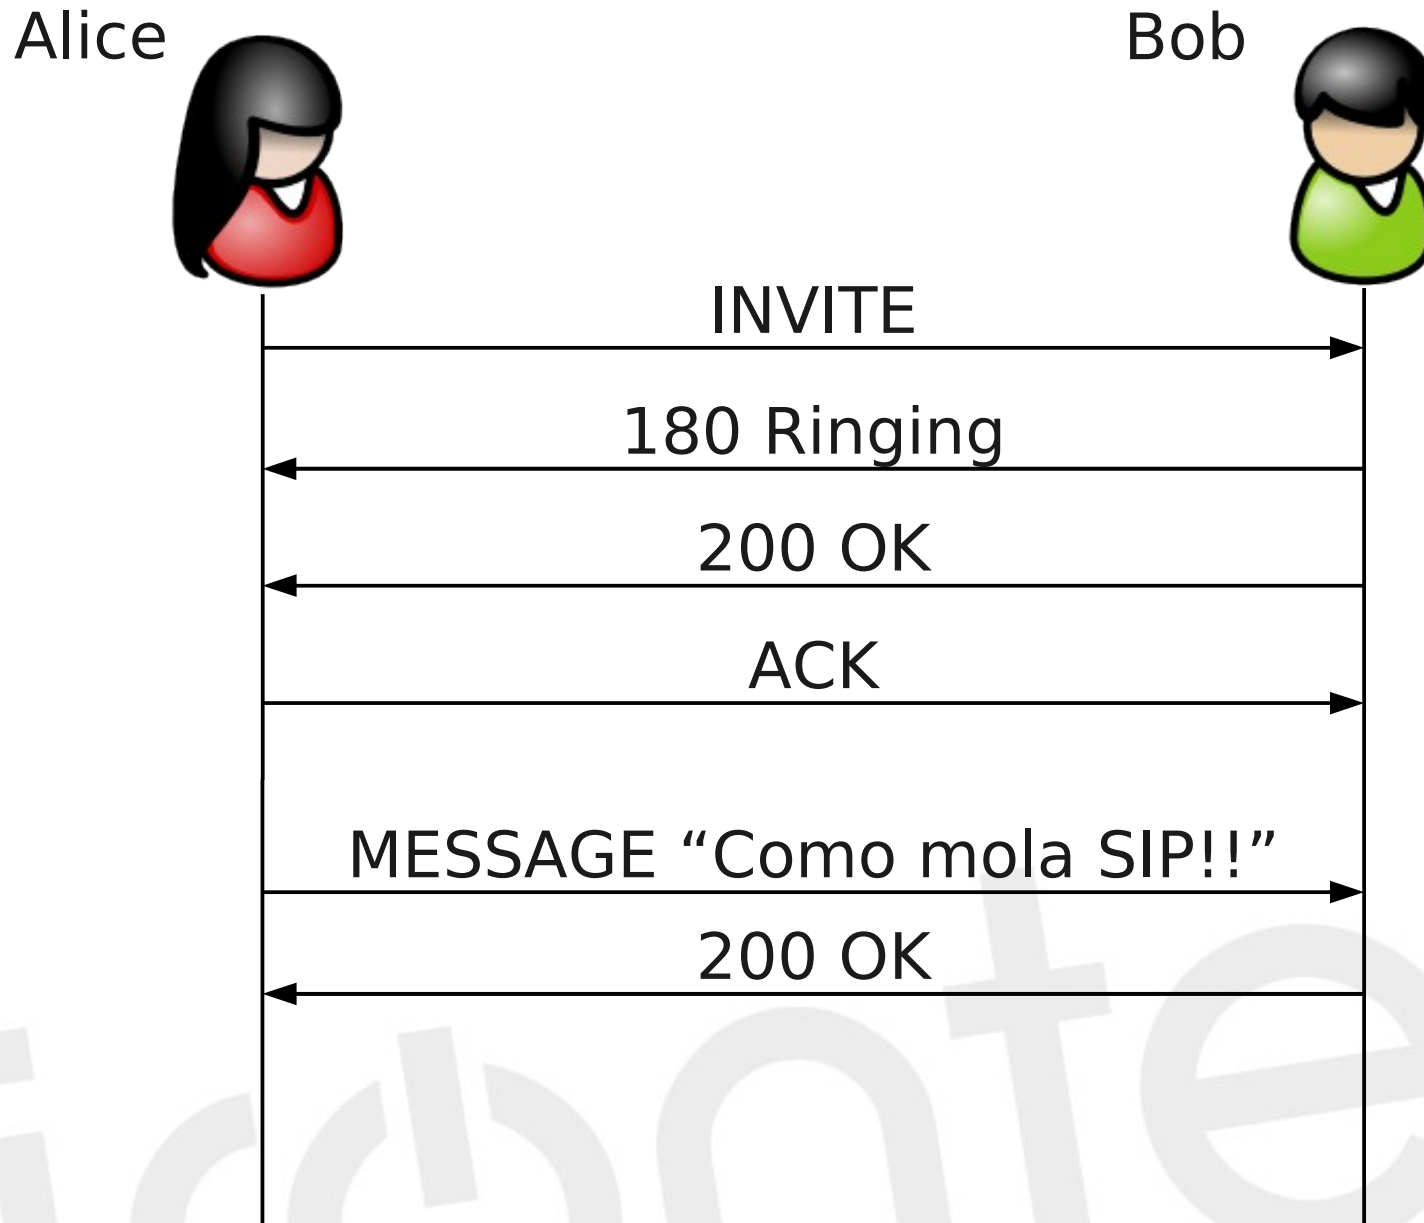 Alice
Bob
INVITE
180 Ringing
200 OK
ACK
MESSAGE “Como mola SIP!!”
200 OK